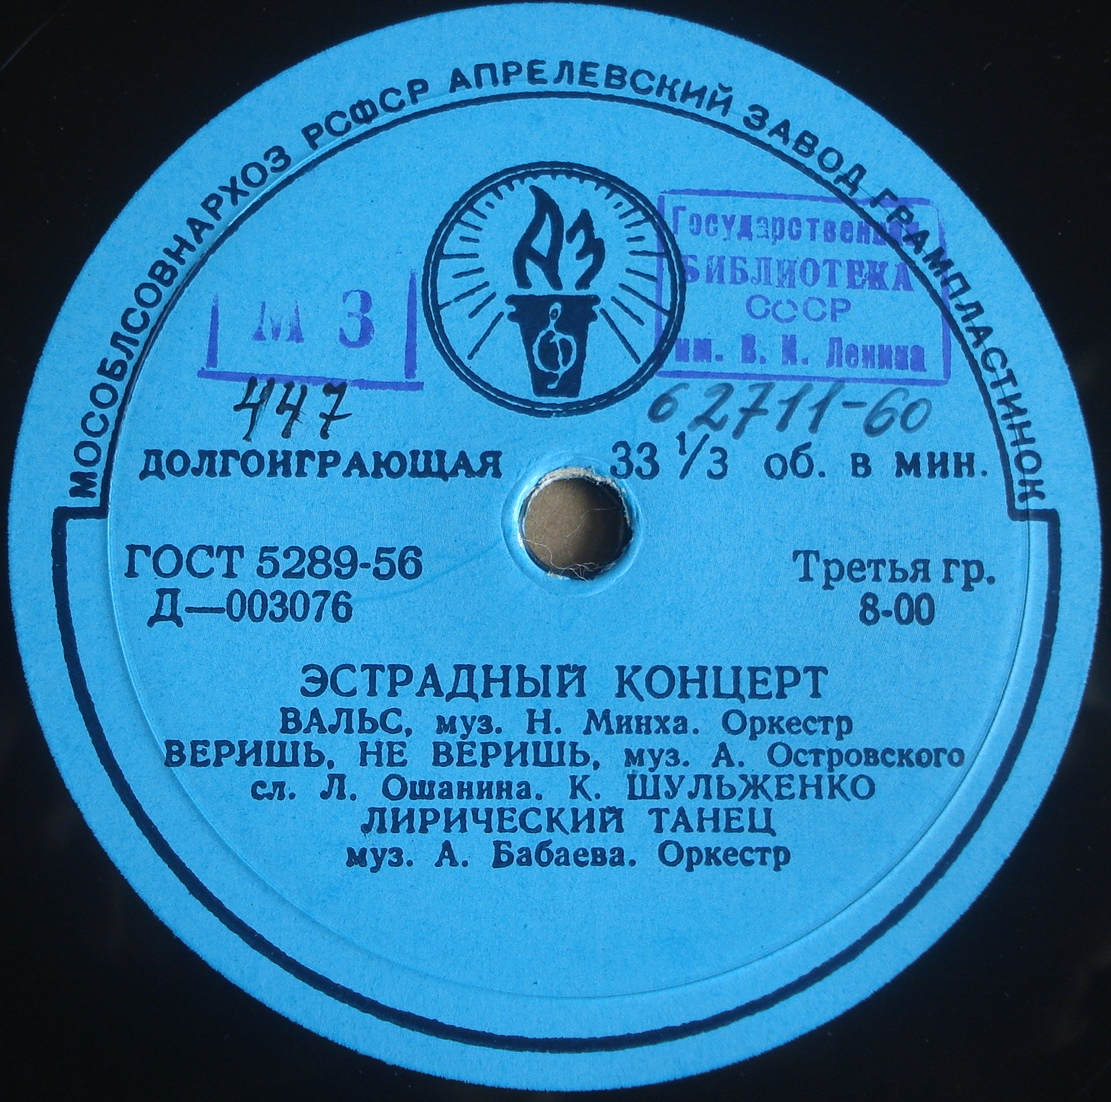 МОСОБЛСОВНАРХОЗ РСФСР АПРЕЛЕВСКИЙ ЗАВОД ГРАМПЛАСТИНОК
АЗ
Государственная
БИБЛИОТЕКА
СССР
им. В. И. Ленина
М 3
447
62711-60
ДОЛГОИГРАЮЩАЯ 33 1/3 об. в мин.
ГОСТ 5289-56 Третья гр.
Д—003076 8-00
ЭСТРАДНЫЙ КОНЦЕРТ
ВАЛЬС, муз. Н. Минха. Оркестр
ВЕРИШЬ, НЕ ВЕРИШЬ, муз. А. Островского
сл. Л. Ошанина. К. ШУЛЬЖЕНКО
ЛИРИЧЕСКИЙ ТАНЕЦ
муз. А. Бабаева. Оркестр